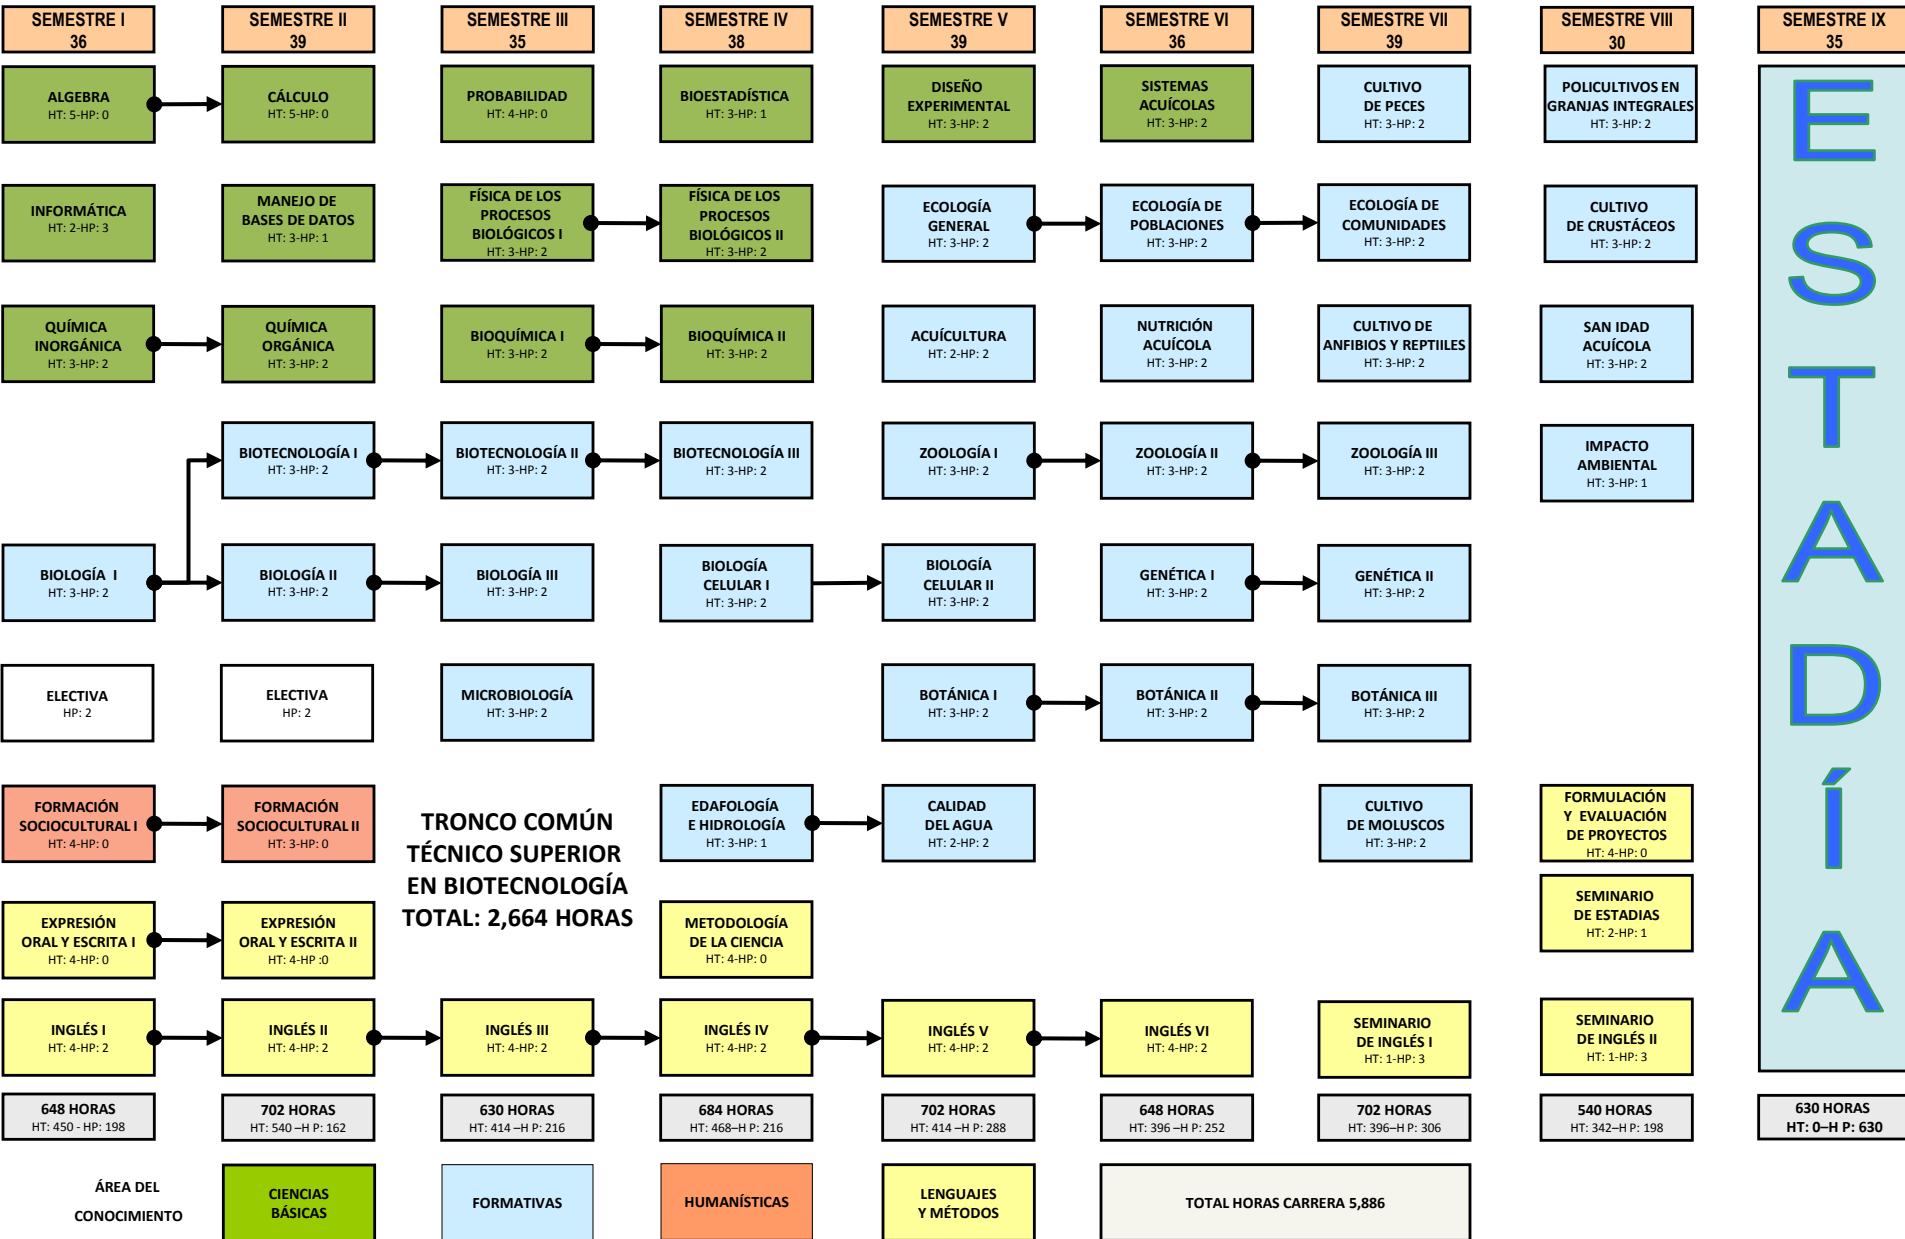 SEMESTRE I
36
SEMESTRE II
39
SEMESTRE III
35
SEMESTRE IV
38
SEMESTRE V
39
SEMESTRE VI
36
SEMESTRE VII
39
SEMESTRE VIII
30
SEMESTRE IX
35
ALGEBRA
HT: 5-HP: 0
CÁLCULO
HT: 5-HP: 0
PROBABILIDAD
HT: 4-HP: 0
BIOESTADÍSTICA
HT: 3-HP: 1
DISEÑO
EXPERIMENTAL
HT: 3-HP: 2
SISTEMAS
ACUÍCOLAS
HT: 3-HP: 2
CULTIVO
DE PECES
HT: 3-HP: 2
POLICULTIVOS EN
GRANJAS INTEGRALES
HT: 3-HP: 2
INFORMÁTICA
HT: 2-HP: 3
MANEJO DE
BASES DE DATOS
HT: 3-HP: 1
FÍSICA DE LOS
PROCESOS
BIOLÓGICOS I
HT: 3-HP: 2
FÍSICA DE LOS
PROCESOS
BIOLÓGICOS II
HT: 3-HP: 2
ECOLOGÍA
GENERAL
HT: 3-HP: 2
ECOLOGÍA DE
POBLACIONES
HT: 3-HP: 2
ECOLOGÍA DE
COMUNIDADES
HT: 3-HP: 2
CULTIVO
DE CRUSTÁCEOS
HT: 3-HP: 2
QUÍMICA
INORGÁNICA
HT: 3-HP: 2
QUÍMICA
ORGÁNICA
HT: 3-HP: 2
BIOQUÍMICA I
HT: 3-HP: 2
BIOQUÍMICA II
HT: 3-HP: 2
ACUÍCULTURA
HT: 2-HP: 2
NUTRICIÓN
ACUÍCOLA
HT: 3-HP: 2
CULTIVO DE
ANFIBIOS Y REPTIILES
HT: 3-HP: 2
SAN IDAD
ACUÍCOLA
HT: 3-HP: 2
BIOTECNOLOGÍA I
HT: 3-HP: 2
BIOTECNOLOGÍA II
HT: 3-HP: 2
BIOTECNOLOGÍA III
HT: 3-HP: 2
ZOOLOGÍA I
HT: 3-HP: 2
ZOOLOGÍA II
HT: 3-HP: 2
ZOOLOGÍA III
HT: 3-HP: 2
IMPACTO
AMBIENTAL
HT: 3-HP: 1
BIOLOGÍA I
HT: 3-HP: 2
BIOLOGÍA II
HT: 3-HP: 2
BIOLOGÍA III
HT: 3-HP: 2
BIOLOGÍA
CELULAR I
HT: 3-HP: 2
BIOLOGÍA
CELULAR II
HT: 3-HP: 2
GENÉTICA I
HT: 3-HP: 2
GENÉTICA II
HT: 3-HP: 2
ELECTIVA
HP: 2
ELECTIVA
HP: 2
MICROBIOLOGÍA
HT: 3-HP: 2
BOTÁNICA I
HT: 3-HP: 2
BOTÁNICA II
HT: 3-HP: 2
BOTÁNICA III
HT: 3-HP: 2
FORMACIÓN
SOCIOCULTURAL I
HT: 4-HP: 0
FORMACIÓN
SOCIOCULTURAL II
HT: 3-HP: 0
TRONCO COMÚN
TÉCNICO SUPERIOR
EN BIOTECNOLOGÍA
TOTAL: 2,664 HORAS
EDAFOLOGÍA
E HIDROLOGÍA
HT: 3-HP: 1
CALIDAD
DEL AGUA
HT: 2-HP: 2
CULTIVO
DE MOLUSCOS
HT: 3-HP: 2
FORMULACIÓN
Y EVALUACIÓN
DE PROYECTOS
HT: 4-HP: 0
EXPRESIÓN
ORAL Y ESCRITA I
HT: 4-HP: 0
EXPRESIÓN
ORAL Y ESCRITA II
HT: 4-HP :0
METODOLOGÍA
DE LA CIENCIA
HT: 4-HP: 0
SEMINARIO
DE ESTADIAS
HT: 2-HP: 1
INGLÉS I
HT: 4-HP: 2
INGLÉS II
HT: 4-HP: 2
INGLÉS III
HT: 4-HP: 2
INGLÉS IV
HT: 4-HP: 2
INGLÉS V
HT: 4-HP: 2
INGLÉS VI
HT: 4-HP: 2
SEMINARIO
DE INGLÉS I
HT: 1-HP: 3
SEMINARIO
DE INGLÉS II
HT: 1-HP: 3
ESTADÍA
648 HORAS
HT: 450 - HP: 198
702 HORAS
HT: 540 –H P: 162
630 HORAS
HT: 414 –H P: 216
684 HORAS
HT: 468–H P: 216
702 HORAS
HT: 414 –H P: 288
648 HORAS
HT: 396 –H P: 252
702 HORAS
HT: 396–H P: 306
540 HORAS
HT: 342–H P: 198
630 HORAS
HT: 0–H P: 630
ÁREA DEL
CONOCIMIENTO
CIENCIAS
BÁSICAS
FORMATIVAS
HUMANÍSTICAS
LENGUAJES
Y MÉTODOS
TOTAL HORAS CARRERA 5,886